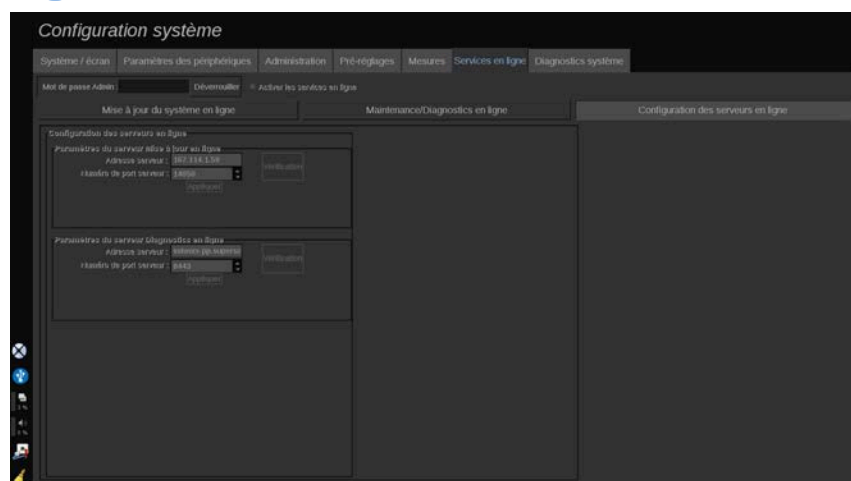 Configuration système
Système / écran Paramètres des périphériques Administration Pré-réglages Mesures Services en ligne Diagnostics système
Mot de passe Admin Déverrouiller Activer les services en ligne
Mise à jour du système en ligne Maintenance/Diagnostics en ligne Configuration des serveurs en ligne
Configuration des serveurs en ligne
Paramètres du serveur Mise à jour en ligne
Adresse serveur : 167.114.1.59
Numéro de port serveur : Vérification
Appliquer
Paramètres du serveur Diagnostics en ligne
Adresse serveur :
Numéro de port serveur : 8443 Vérification
Appliquer